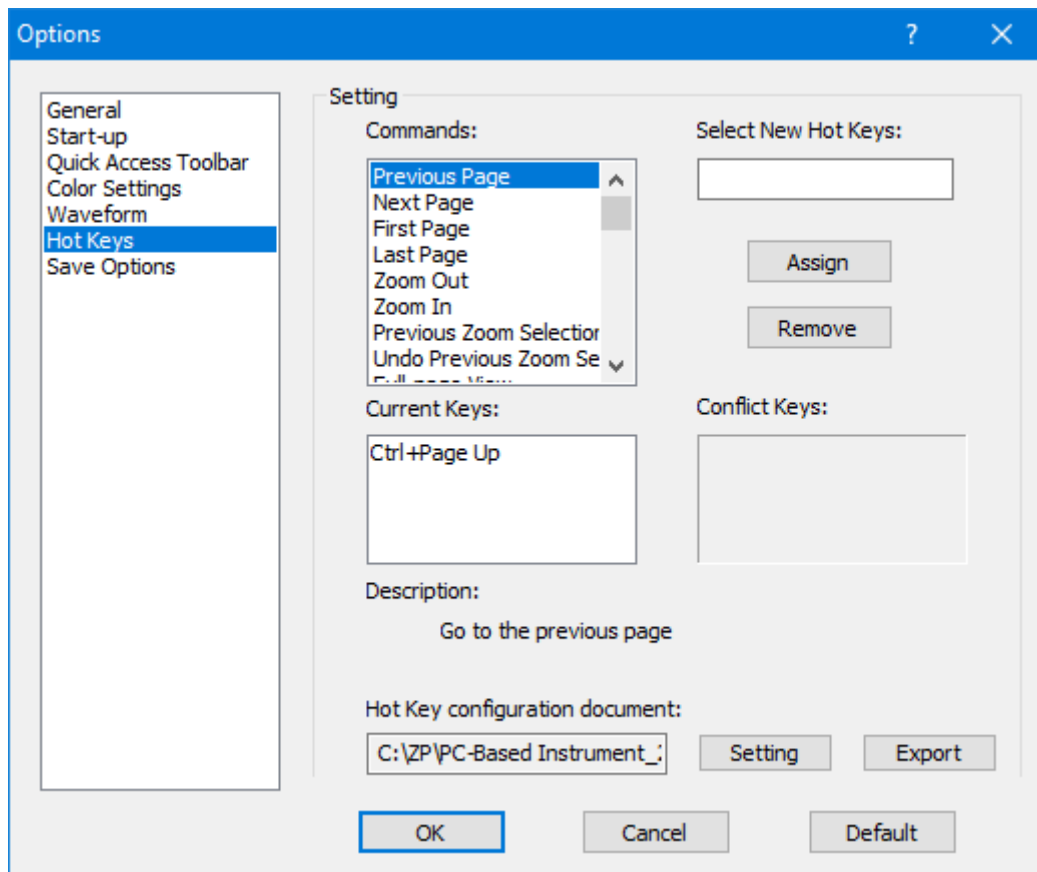 Options
?
General
Start-up
Quick Access Toolbar
Color Settings
Waveform
Hot Keys
Save Options
Setting
Commands:
Previous Page
Next Page
First Page
Last Page
Zoom Out
Zoom In
Previous Zoom Selection
Undo Previous Zoom Se
Select New Hot Keys:
Assign
Remove
Current Keys:
Ctrl+Page Up
Conflict Keys:
Description:
Go to the previous page
Hot Key configuration document:
C:\ZP\PC-Based Instrument_
Setting
Export
OK
Cancel
Default